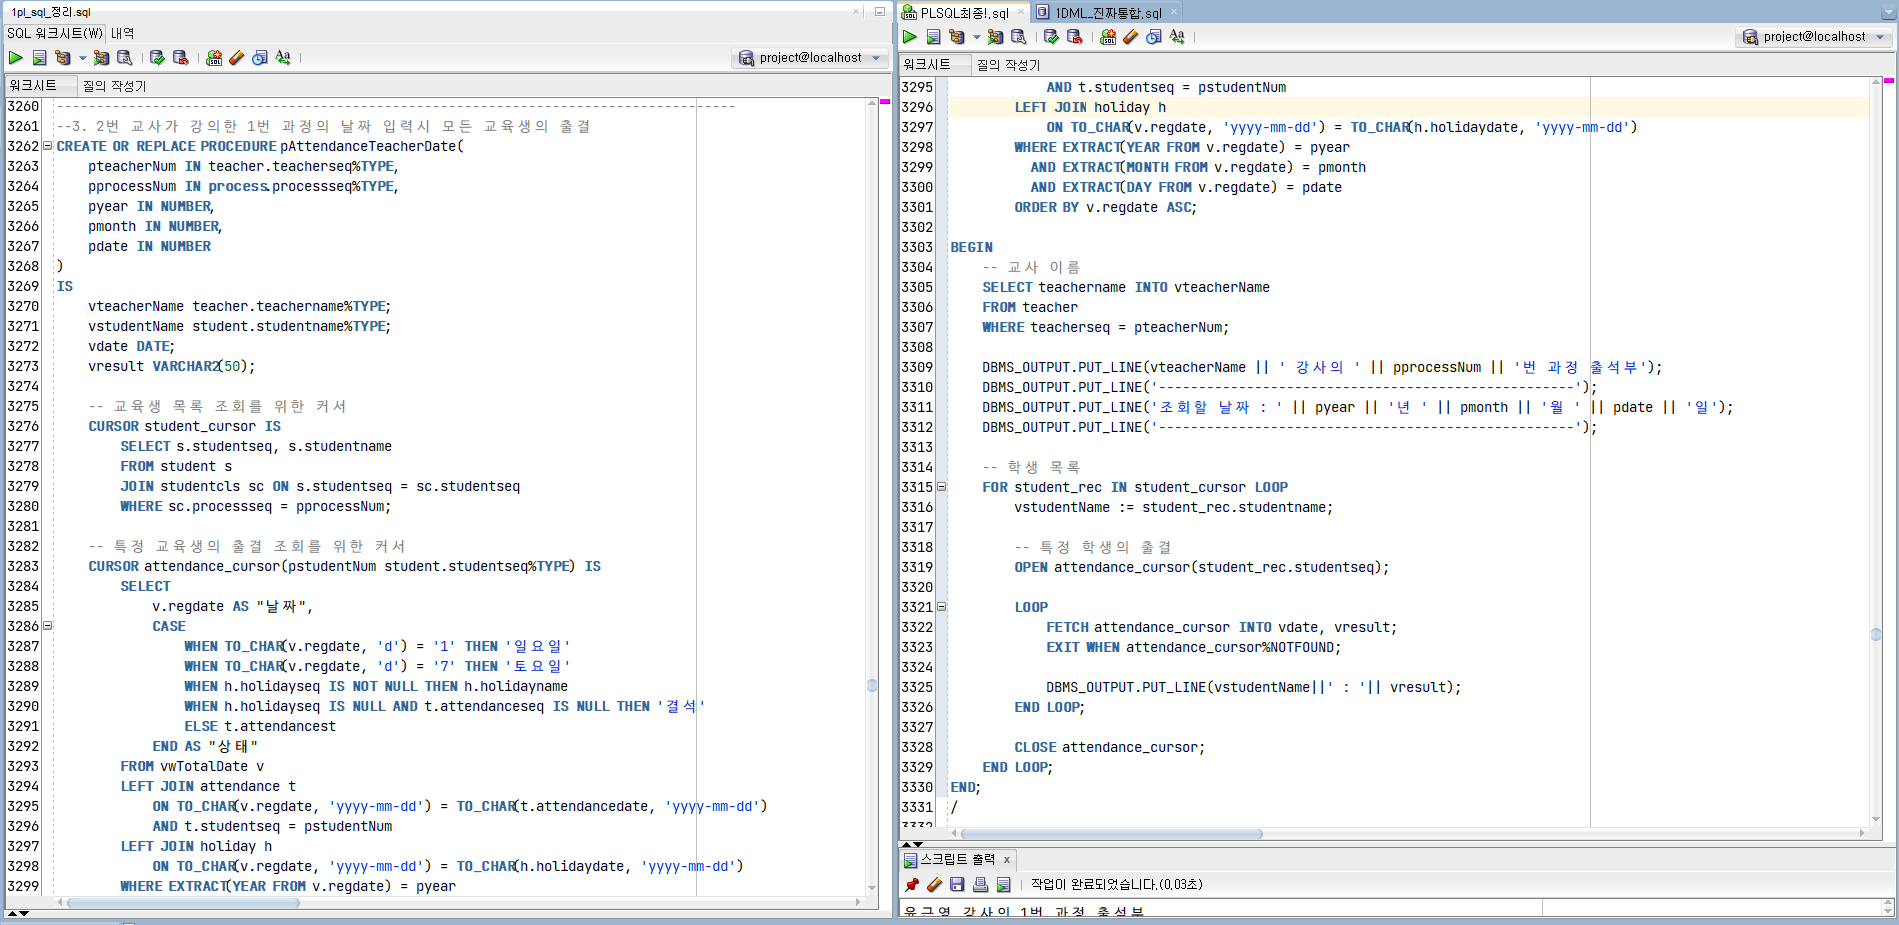 1pl_sql_정리.sql
SQL 워크시트(W) 내역
project@localhost
워크시트 질의 작성기
3260 -------------------------------------------------------------------------------------
3261 --3. 2번 교사가 강의한 1번 과정의 날짜 입력시 모든 교육생의 출결
3262 CREATE OR REPLACE PROCEDURE pAttendanceTeacherDate(
3263     pteacherNum IN teacher.teacherseq%TYPE,
3264     pprocessNum IN process.processseq%TYPE,
3265     pyear IN NUMBER,
3266     pmonth IN NUMBER,
3267     pdate IN NUMBER
3268 )
3269 IS
3270     vteacherName teacher.teachername%TYPE;
3271     vstudentName student.studentname%TYPE;
3272     vdate DATE;
3273     vresult VARCHAR2(50);
3274
3275     -- 교육생 목록 조회를 위한 커서
3276     CURSOR student_cursor IS
3277         SELECT s.studentseq, s.studentname
3278         FROM student s
3279         JOIN studentcls sc ON s.studentseq = sc.studentseq
3280         WHERE sc.processseq = pprocessNum;
3281
3282     -- 특정 교육생의 출결 조회를 위한 커서
3283     CURSOR attendance_cursor(pstudentNum student.studentseq%TYPE) IS
3284         SELECT
3285             v.regdate AS "날짜",
3286             CASE
3287                 WHEN TO_CHAR(v.regdate, 'd') = '1' THEN '일요일'
3288                 WHEN TO_CHAR(v.regdate, 'd') = '7' THEN '토요일'
3289                 WHEN h.holidayseq IS NOT NULL THEN h.holidayname
3290                 WHEN h.holidayseq IS NULL AND t.attendanceseq IS NULL THEN '결석'
3291                 ELSE t.attendancest
3292             END AS "상태"
3293         FROM vwTotalDate v
3294         LEFT JOIN attendance t
3295             ON TO_CHAR(v.regdate, 'yyyy-mm-dd') = TO_CHAR(t.attendancedate, 'yyyy-mm-dd')
3296             AND t.studentseq = pstudentNum
3297         LEFT JOIN holiday h
3298             ON TO_CHAR(v.regdate, 'yyyy-mm-dd') = TO_CHAR(h.holidaydate, 'yyyy-mm-dd')
3299         WHERE EXTRACT(YEAR FROM v.regdate) = pyear
PLSQL최종!.sql 1DML_진짜통합.sql
project@localhost
워크시트 질의 작성기
3295             AND t.studentseq = pstudentNum
3296         LEFT JOIN holiday h
3297             ON TO_CHAR(v.regdate, 'yyyy-mm-dd') = TO_CHAR(h.holidaydate, 'yyyy-mm-dd')
3298         WHERE EXTRACT(YEAR FROM v.regdate) = pyear
3299           AND EXTRACT(MONTH FROM v.regdate) = pmonth
3300           AND EXTRACT(DAY FROM v.regdate) = pdate
3301         ORDER BY v.regdate ASC;
3302
3303 BEGIN
3304     -- 교사 이름
3305     SELECT teachername INTO vteacherName
3306     FROM teacher
3307     WHERE teacherseq = pteacherNum;
3308
3309     DBMS_OUTPUT.PUT_LINE(vteacherName || ' 강사의 ' || pprocessNum || '번 과정 출석부');
3310     DBMS_OUTPUT.PUT_LINE('----------------------------------------------------');
3311     DBMS_OUTPUT.PUT_LINE('조회할 날짜 : ' || pyear || '년 ' || pmonth || '월 ' || pdate || '일');
3312     DBMS_OUTPUT.PUT_LINE('----------------------------------------------------');
3313
3314     -- 학생 목록
3315     FOR student_rec IN student_cursor LOOP
3316         vstudentName := student_rec.studentname;
3317
3318         -- 특정 학생의 출결
3319         OPEN attendance_cursor(student_rec.studentseq);
3320
3321         LOOP
3322             FETCH attendance_cursor INTO vdate, vresult;
3323             EXIT WHEN attendance_cursor%NOTFOUND;
3324
3325             DBMS_OUTPUT.PUT_LINE(vstudentName||' : '|| vresult);
3326         END LOOP;
3327
3328         CLOSE attendance_cursor;
3329     END LOOP;
3330 END;
3331 /
3332
스크립트 출력 x
작업이 완료되었습니다.(0.03초)
강사의 1번 과정 출석부